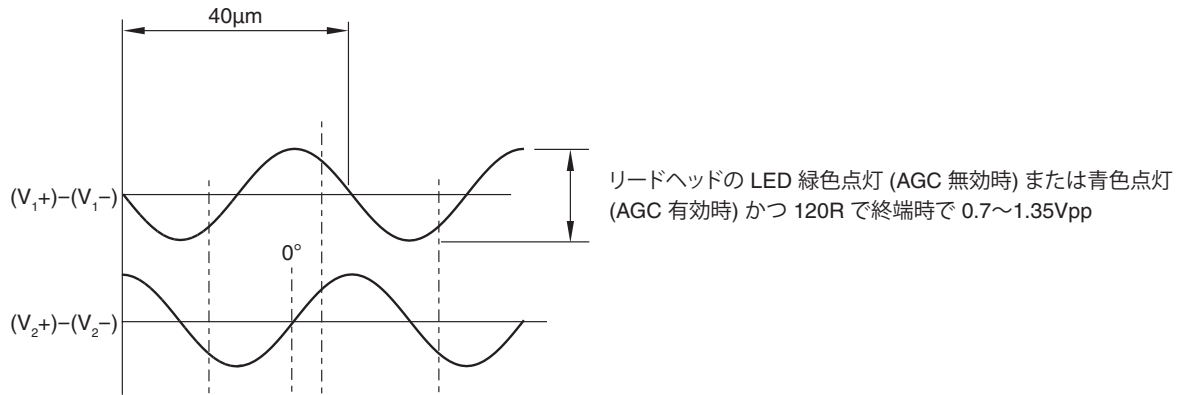 40µm
(V₁+)–(V₁–)
リードヘッドの LED 緑色点灯 (AGC 無効時) または青色点灯
(AGC 有効時) かつ 120R で終端時で 0.7～1.35Vpp
0°
(V₂+)–(V₂–)